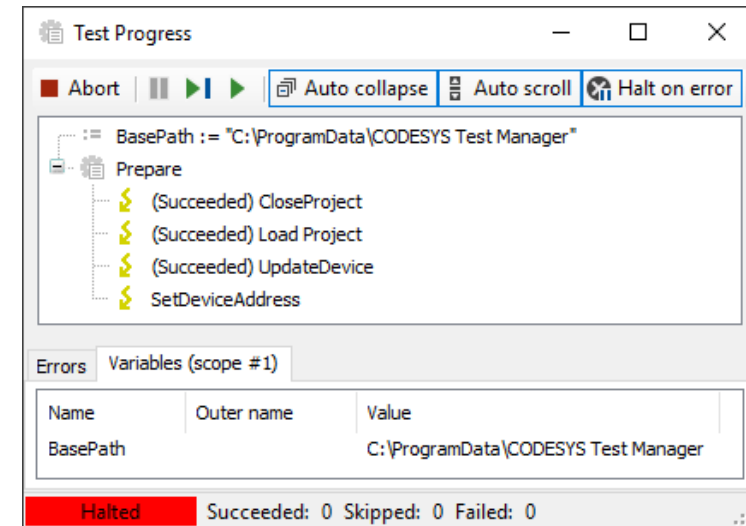 Test Progress
Abort Auto collapse Auto scroll Halt on error
:= BasePath := "C:\ProgramData\CODESYS Test Manager"
Prepare
(Succeeded) CloseProject
(Succeeded) Load Project
(Succeeded) UpdateDevice
SetDeviceAddress
Errors Variables (scope #1)
Name Outer name Value
BasePath C:\ProgramData\CODESYS Test Manager
Halted Succeeded: 0 Skipped: 0 Failed: 0